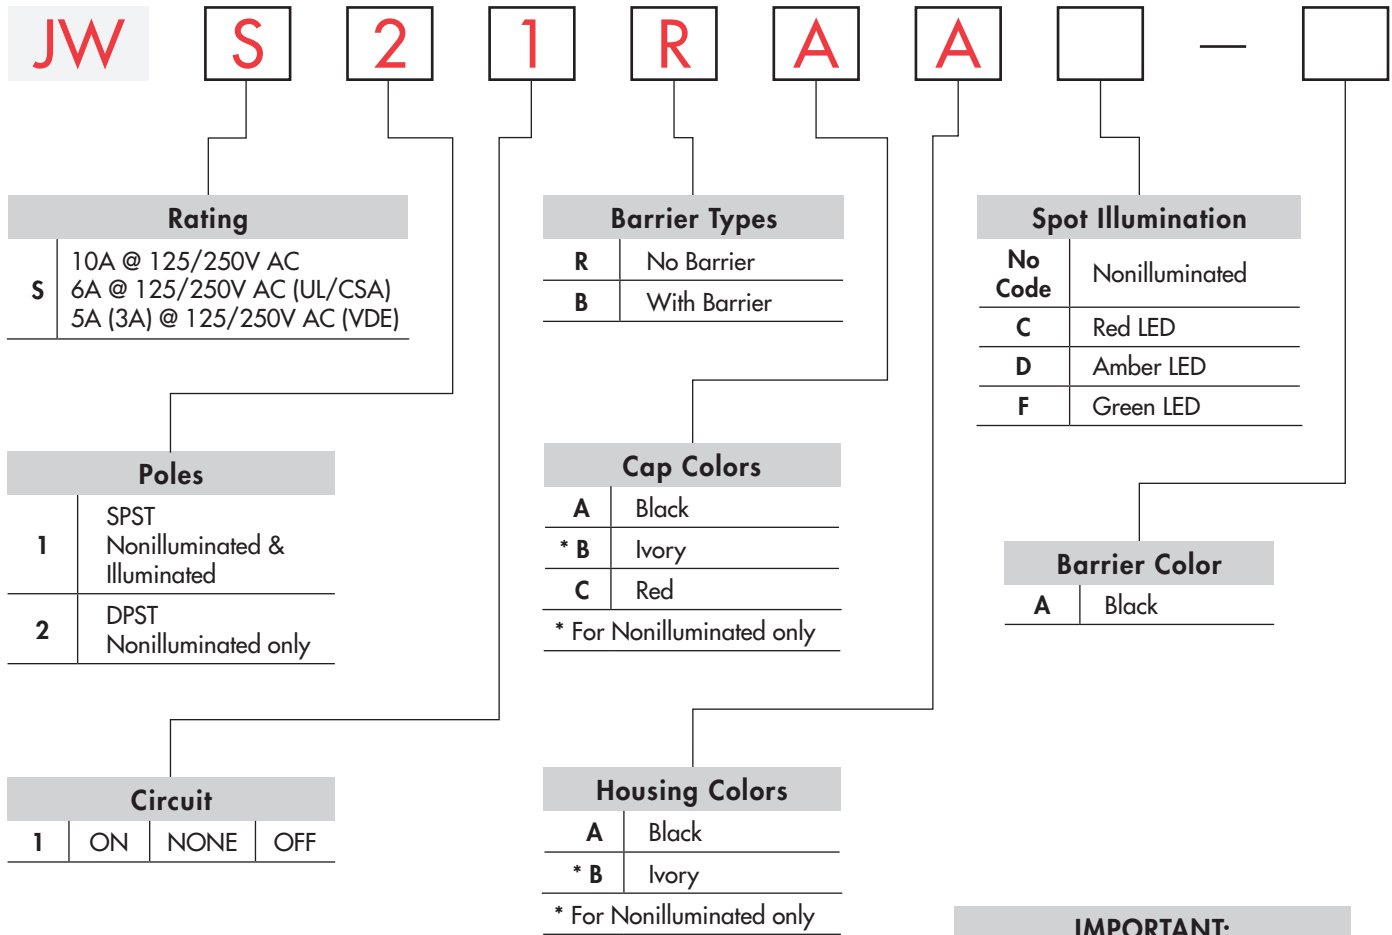 JW S 2 1 R A A —
Rating
S
10A @ 125/250V AC
6A @ 125/250V AC (UL/CSA)
5A (3A) @ 125/250V AC (VDE)
Poles
1
SPST
Nonilluminated &
Illuminated
2
DPST
Nonilluminated only
Circuit
1 ON NONE OFF
Barrier Types
R No Barrier
B With Barrier
Cap Colors
A Black
* B Ivory
C Red
* For Nonilluminated only
Housing Colors
A Black
* B Ivory
* For Nonilluminated only
Spot Illumination
No
Code
Nonilluminated
C Red LED
D Amber LED
F Green LED
Barrier Color
A Black
IMPORTANT: